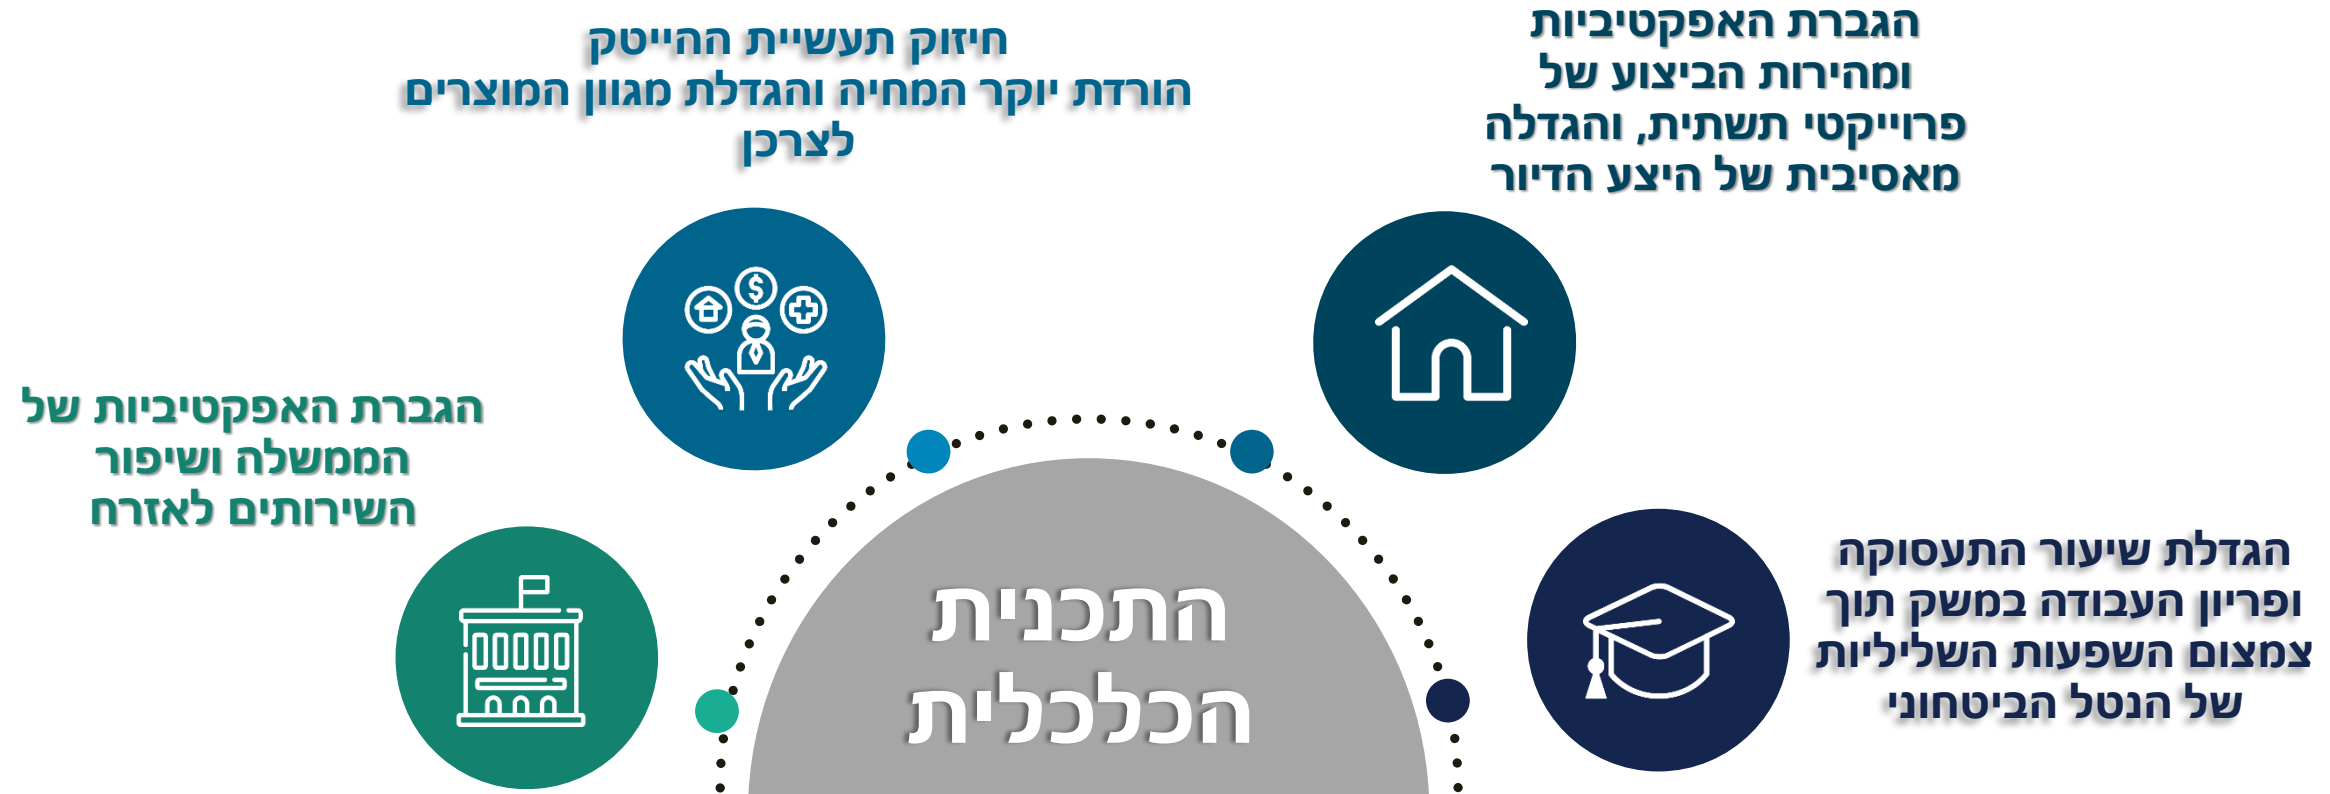 הגברת האפקטיביות
ומהירות הביצוע של
פרוייקטי תשתית, והגדלה
מאסיבית של היצע הדיור
חיזוק תעשיית ההייטק
הורדת יוקר המחיה והגדלת מגוון המוצרים
לצרכן
הגברת האפקטיביות של
הממשלה ושיפור
השירותים לאזרח
הגדלת שיעור התעסוקה
ופריון העבודה במשק תוך
צמצום השפעות השליליות
של הנטל הביטחוני
התכנית
הכלכלית